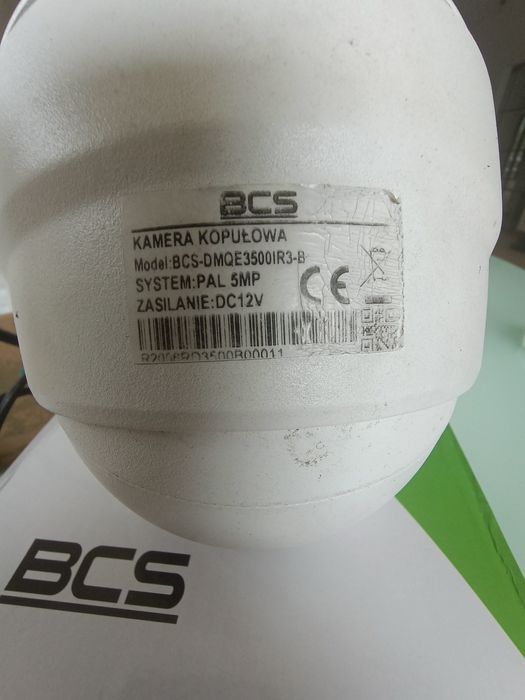 BCS
KAMERA KOPUŁOWA
Model:BCS-DMQE3500IR3-B
SYSTEM:PAL 5MP
ZASILANIE:DC12V
CE
BCS